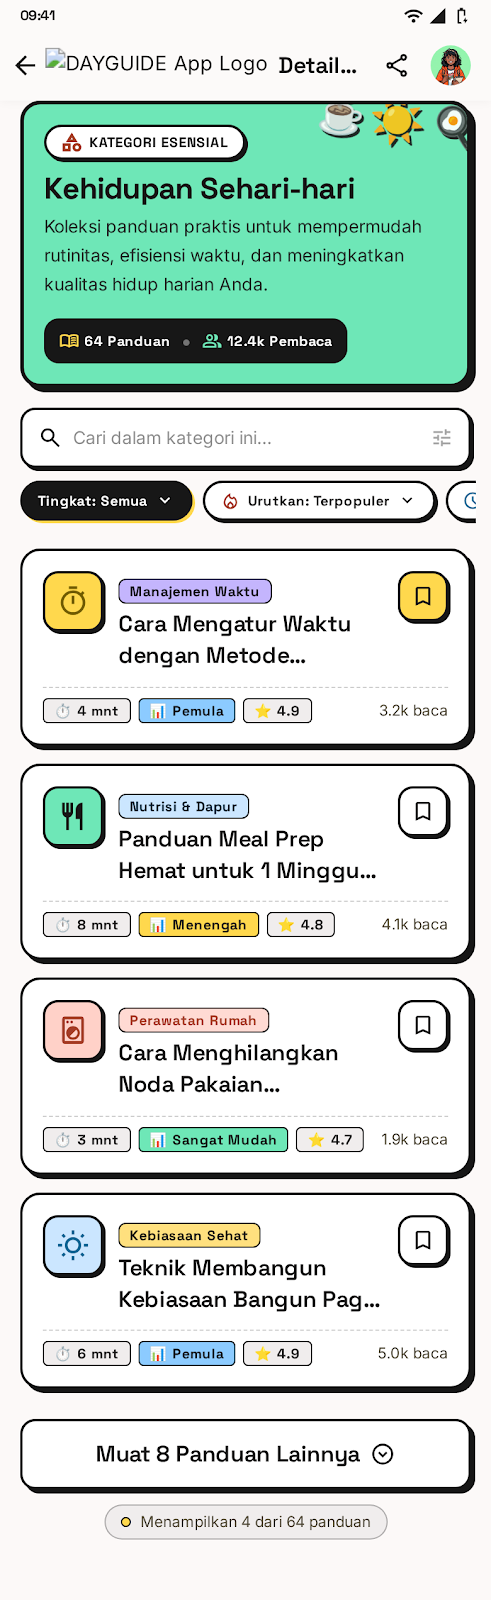 09:41
DAYGUIDE App Logo
Detail...
KATEGORI ESENSIAL
Kehidupan Sehari-hari
Koleksi panduan praktis untuk mempermudah
rutinitas, efisiensi waktu, dan meningkatkan
kualitas hidup harian Anda.
64 Panduan • 12.4k Pembaca
Cari dalam kategori ini...
Tingkat: Semua
Urutkan: Terpopuler
Manajemen Waktu
Cara Mengatur Waktu
dengan Metode...
4 mnt
Pemula
4.9
3.2k baca
Nutrisi & Dapur
Panduan Meal Prep
Hemat untuk 1 Minggu...
8 mnt
Menengah
4.8
4.1k baca
Perawatan Rumah
Cara Menghilangkan
Noda Pakaian...
3 mnt
Sangat Mudah
4.7
1.9k baca
Kebiasaan Sehat
Teknik Membangun
Kebiasaan Bangun Pag...
6 mnt
Pemula
4.9
5.0k baca
Muat 8 Panduan Lainnya
Menampilkan 4 dari 64 panduan